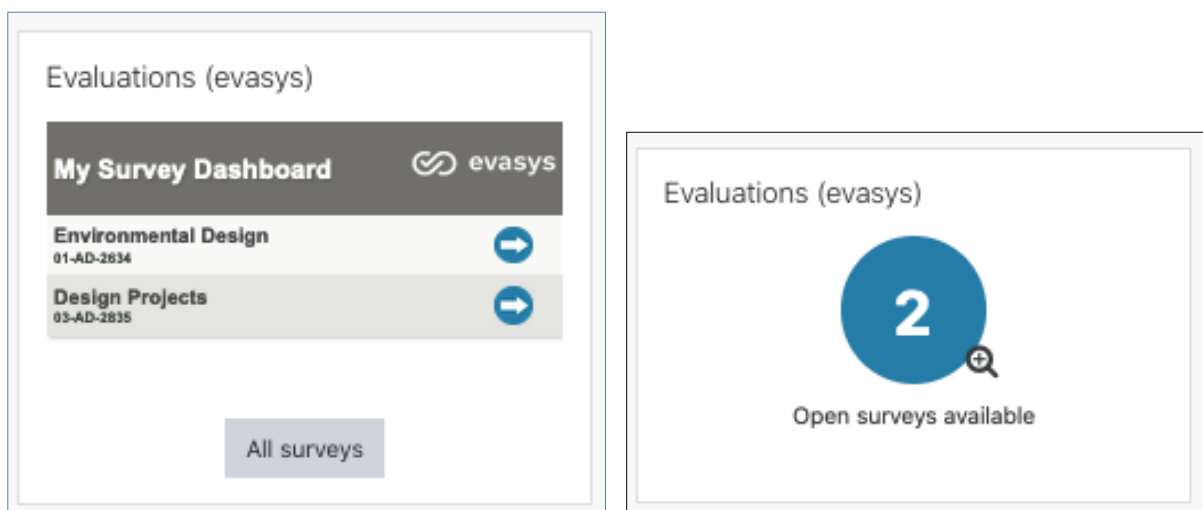 Evaluations (evasys)
My Survey Dashboard evasys
Environmental Design
01-AD-2634
Design Projects
03-AD-2835
All surveys
Evaluations (evasys)
2
Open surveys available